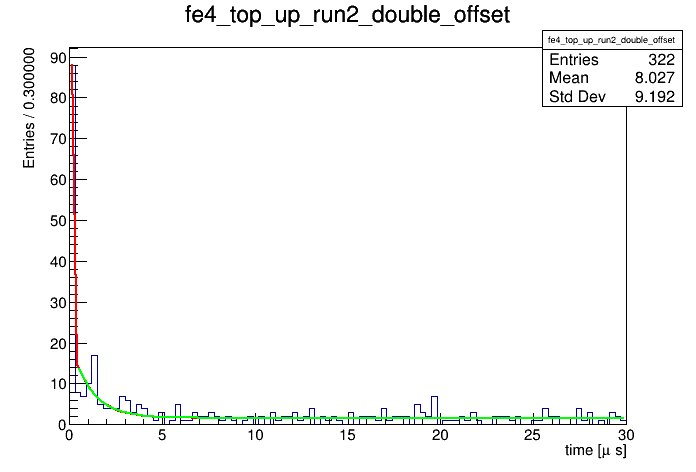 fe4_top_up_run2_double_offset
fe4_top_up_run2_double_offset
Entries 322
Mean 8.027
Std Dev 9.192
Entries / 0.300000
90
80
70
60
50
40
30
20
10
0
0 5 10 15 20 25 30
time [μ s]